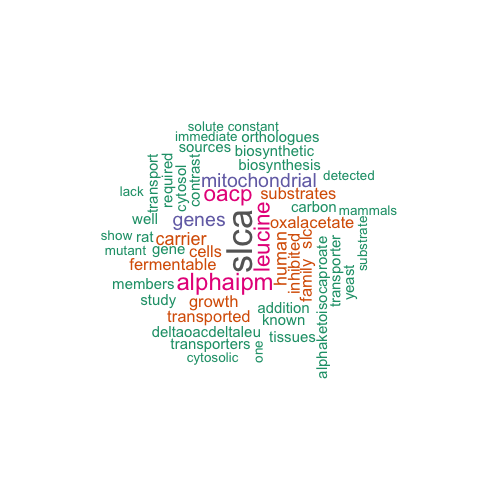 solute constant
immediate orthologues
sources biosynthetic
contrast biosynthesis
transport required cytosol detected
mitochondrial
lack oacp substrates
carbon mammals
well genes slca leucine oxalacetate
show rat carrier human inhibited family slc transporter substrate
mutant gene cells
fermentable yeast
members alphaipm alphaketoisocaproate
study growth addition
transported known
deltaoacdeltaleu tissues
transporters one
cytosolic